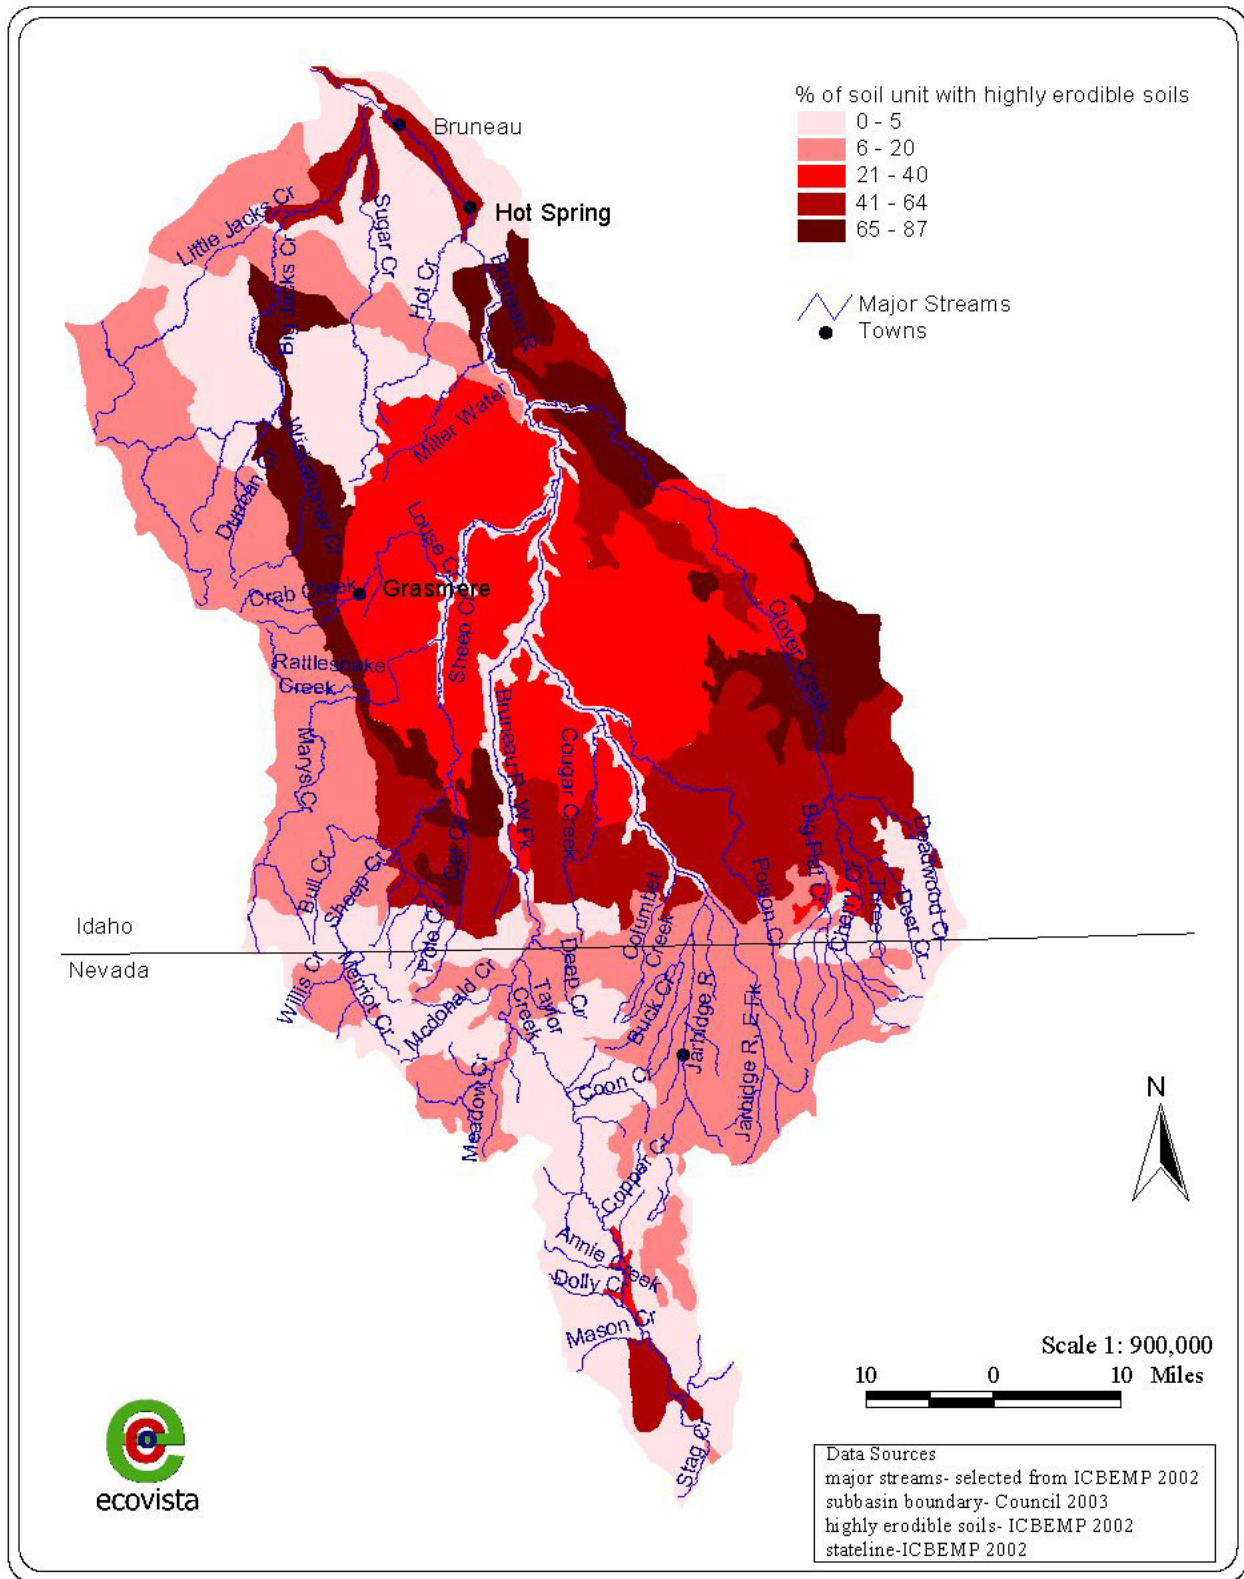 % of soil unit with highly erodible soils
0 - 5
6 - 20
21 - 40
41 - 64
65 - 87
Major Streams
Towns
Bruneau
Hot Spring
Little Jacks Cr
Sugar Cr
Big Jacks Cr
Hot Cr
Bruneau R
Miller Water
Wickahoney Cr
Duncan Cr
Louse Cr
Crab Creek
Grasmere
Sheep Cr
Clover Creek
Rattlesnake
Creek
Marys Cr
Bruneau R, W Fk
Cougar Creek
Cat Cr
Bull Cr
Sheep Cr
Pole Cr
Columbet
Creek
Poison Cr
Big Flat Cr
Cherry Cr
Three Cr
Deer Cr
Deadwood Cr
Idaho
Nevada
Willis Cr
Merriot Cr
Mcdonald Cr
Taylor
Creek
Deep Cr
Buck Cr
Jarbidge R
Jarbidge R, E Fk
Meadow Cr
Coon Cr
Copper Cr
Annie Creek
Dolly Cr
Mason Cr
Stag Cr
N
Scale 1: 900,000
10 0 10 Miles
ecovista
Data Sources
major streams- selected from ICBEMP 2002
subbasin boundary- Council 2003
highly erodible soils- ICBEMP 2002
stateline-ICBEMP 2002